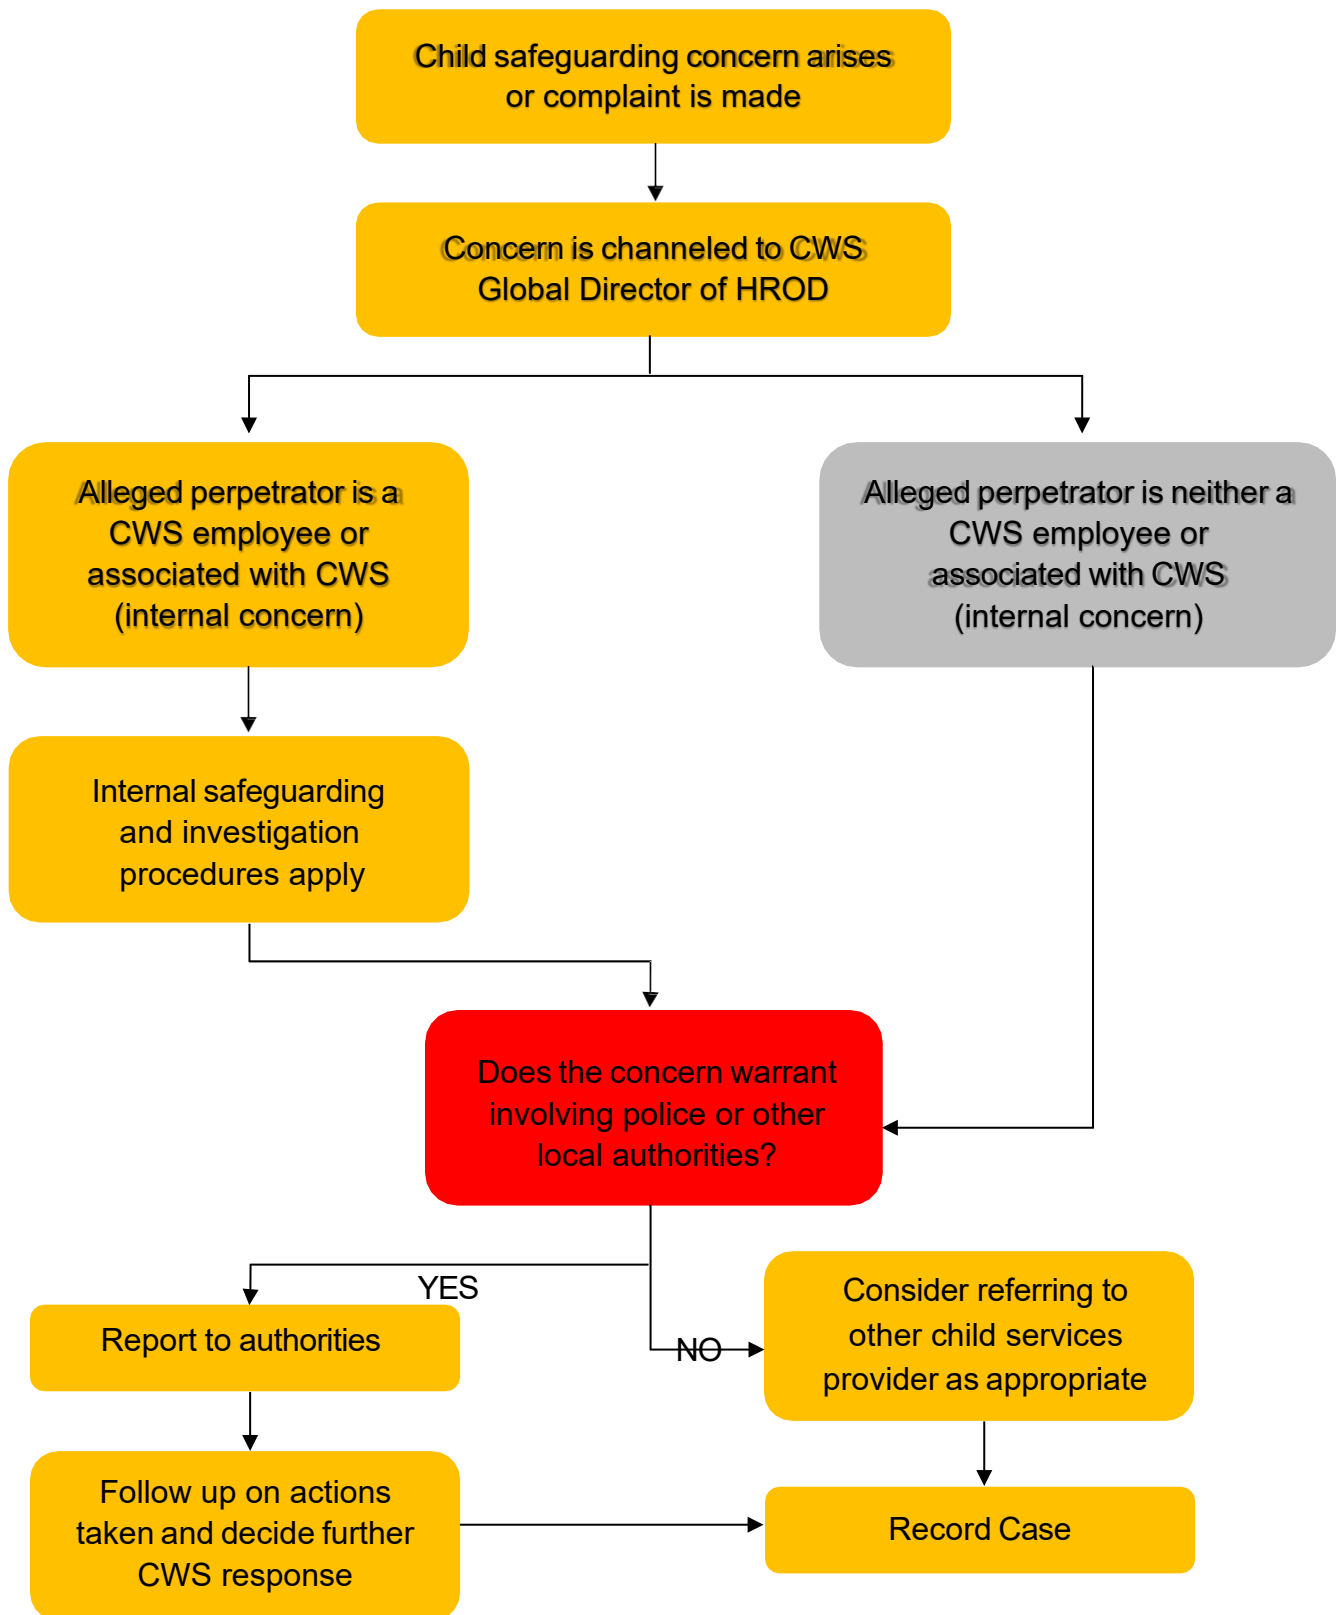 Child safeguarding concern arises
or complaint is made
Concern is channeled to CWS
Global Director of HROD
Alleged perpetrator is a
CWS employee or
associated with CWS
(internal concern)
Alleged perpetrator is neither a
CWS employee or
associated with CWS
(internal concern)
Internal safeguarding
and investigation
procedures apply
Does the concern warrant
involving police or other
local authorities?
YES
NO
Report to authorities
Consider referring to
other child services
provider as appropriate
Follow up on actions
taken and decide further
CWS response
Record Case